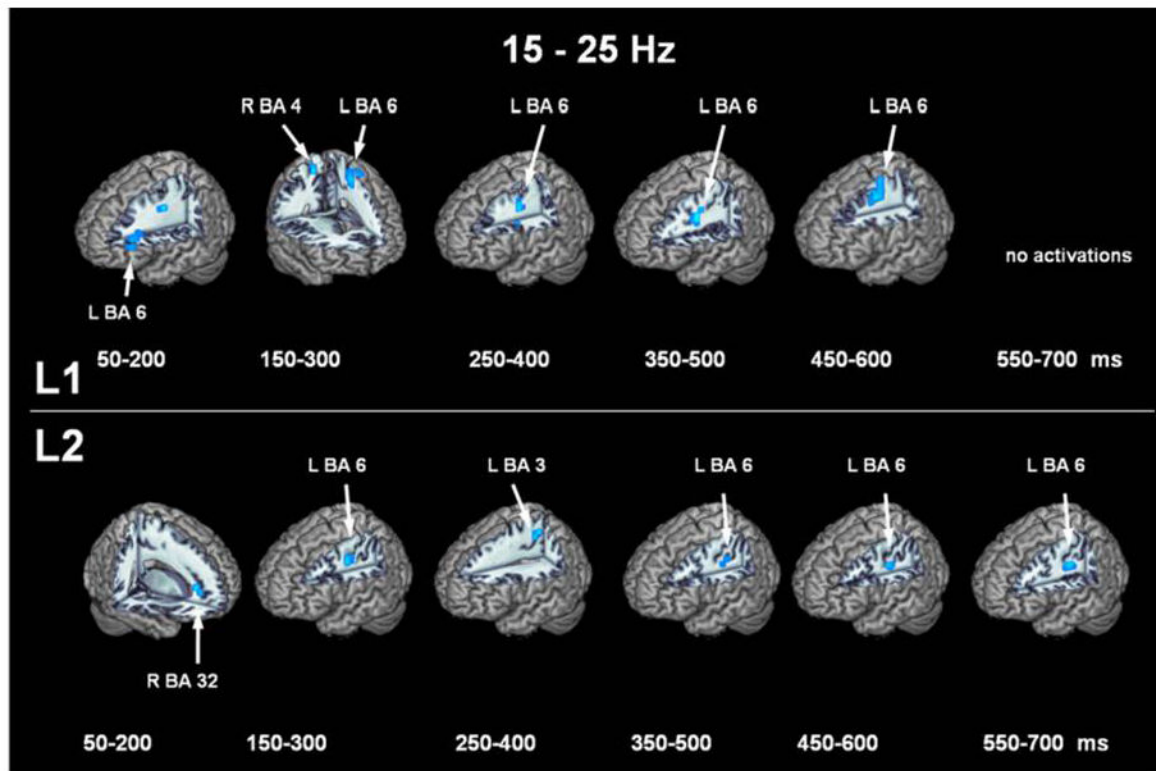 15 - 25 Hz
R BA 4 L BA 6 L BA 6 L BA 6 L BA 6
no activations
L BA 6
50-200 150-300 250-400 350-500 450-600 550-700 ms
L1
L2
L BA 6 L BA 3 L BA 6 L BA 6 L BA 6
R BA 32
50-200 150-300 250-400 350-500 450-600 550-700 ms